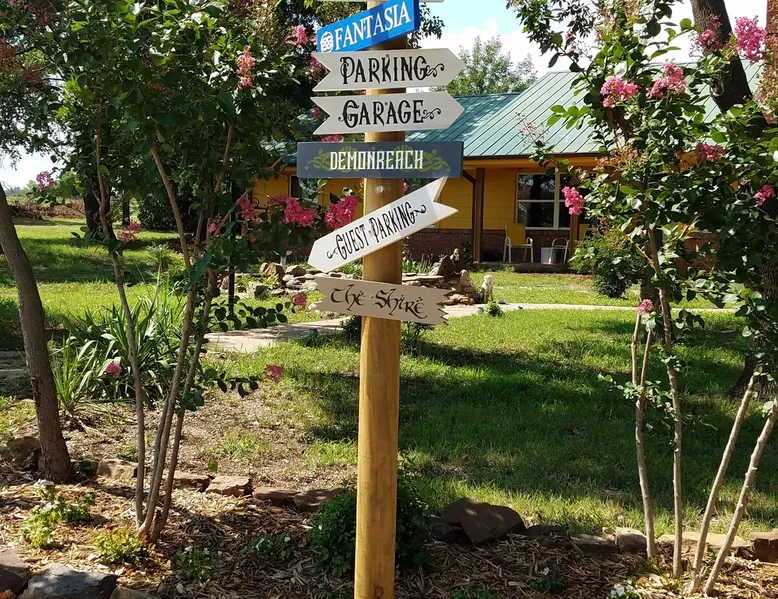 FANTASIA
PARKING
GARAGE
DEMONREACH
GUEST PARKING
The Shire